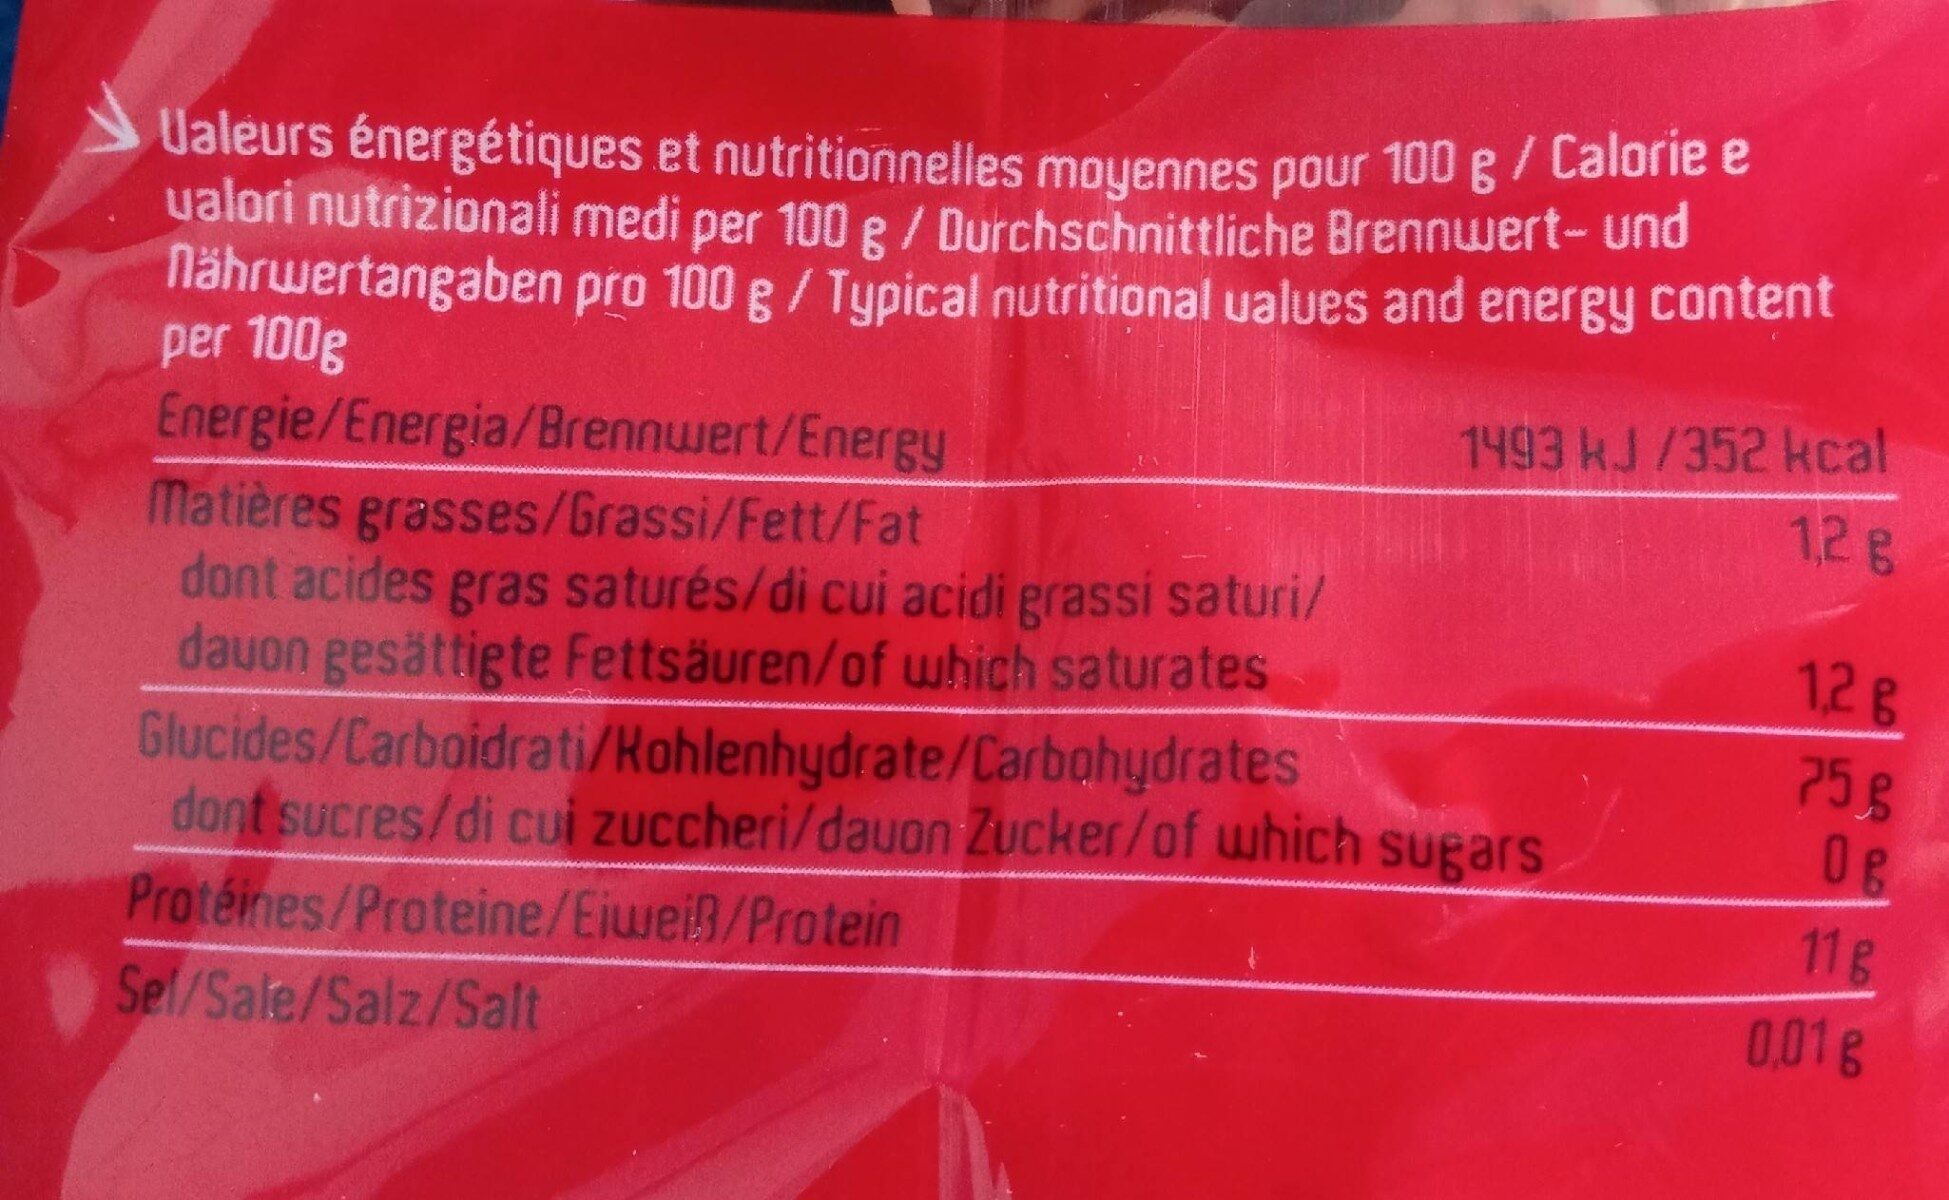 Valeurs énergétiques et nutritionnelles moyennes pour 100 g / Calorie e
valori nutrizionali medi per 100 g / Durchschnittliche Brennwert- und
Nährwertangaben pro 100 g / Typical nutritional values and energy content
per 100g
Energie/Energia/Brennwert/Energy 1493 kJ /352 kcal
Matières grasses/Grassi/Fett/Fat 1,2 g
dont acides gras saturés/di cui acidi grassi saturi/
davon gesättigte Fettsäuren/of which saturates 1,2 g
Glucides/Carboidrati/Kohlenhydrate/Carbohydrates 75 g
dont sucres/di cui zuccheri/davon Zucker/of which sugars 0 g
Protéines/Proteine/Eiweiß/Protein 11 g
Sel/Sale/Salz/Salt 0,01 g